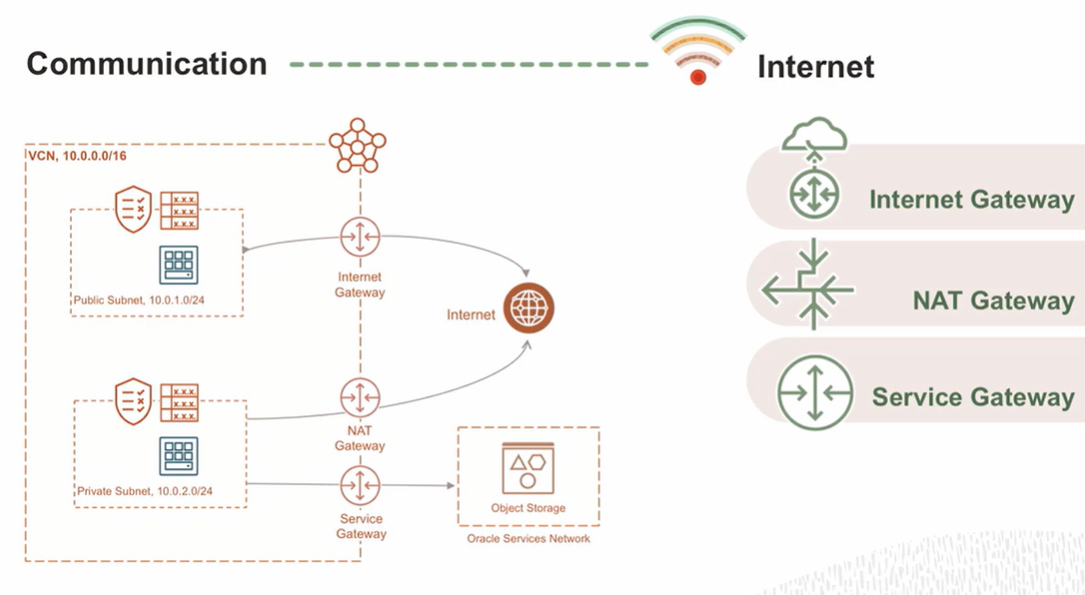 Communication
Internet
VCN, 10.0.0.0/16
Public Subnet, 10.0.1.0/24
Internet
Gateway
Internet
Private Subnet, 10.0.2.0/24
NAT
Gateway
Service
Gateway
Object Storage
Oracle Services Network
Internet Gateway
NAT Gateway
Service Gateway